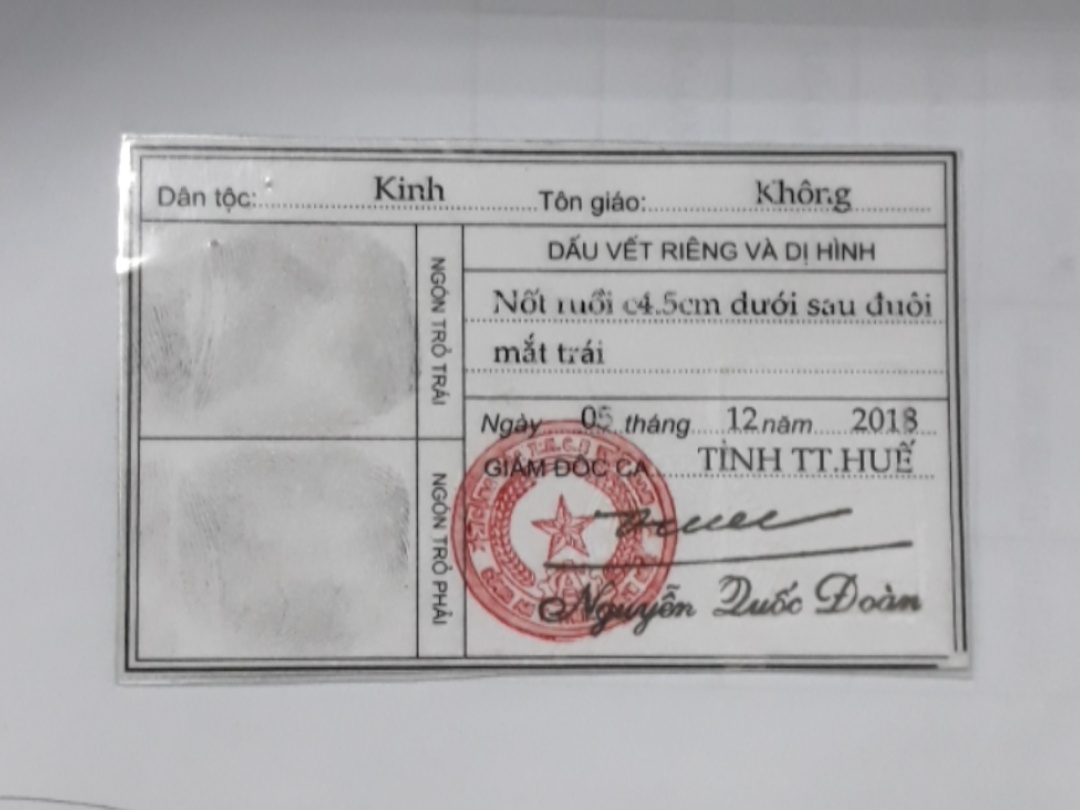 Dân tộc: Kinh Tôn giáo: Không
DẤU VẾT RIÊNG VÀ DỊ HÌNH
NGÓN TRỎ TRÁI
Nốt ruồi c4.5cm dưới sau đuôi
mắt trái
NGÓN TRỎ PHẢI
Ngày 05 tháng 12 năm 2018
GIÁM ĐỐC CA TỈNH TT.HUẾ
Nguyễn Quốc Đoàn